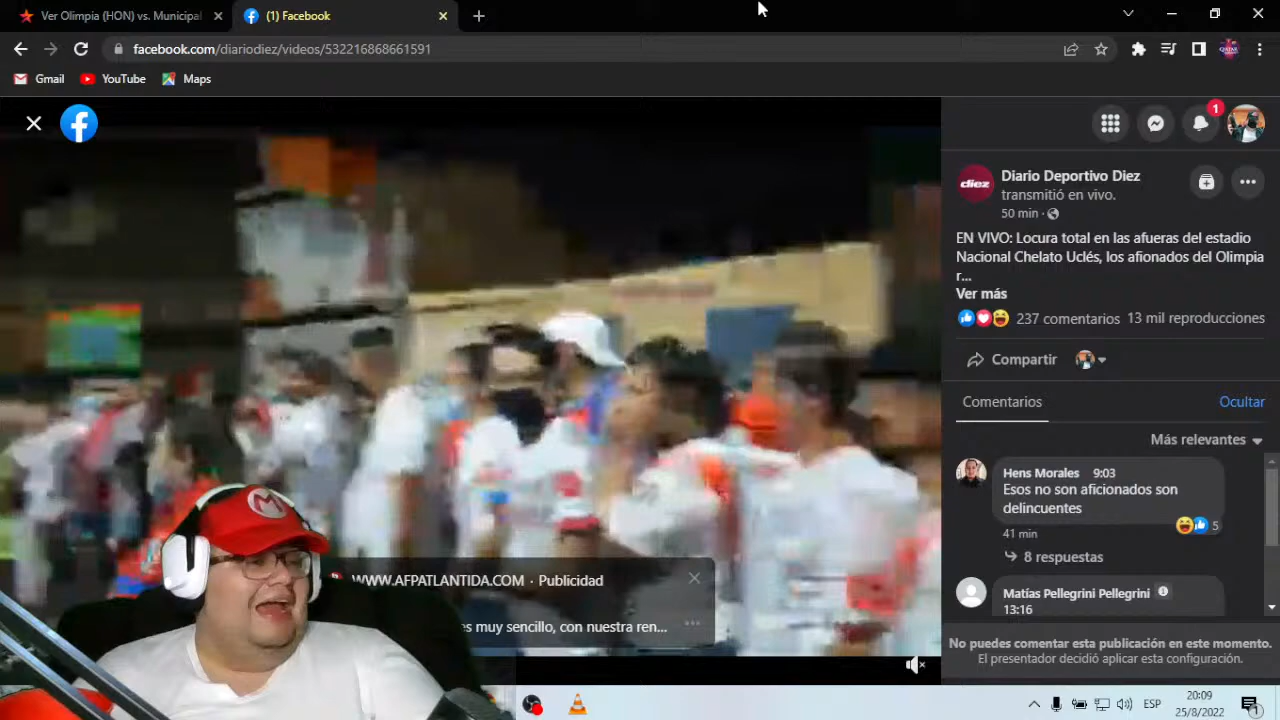 Ver Olimpia (HON) vs. Municipal
(1) Facebook
facebook.com/diariodiez/videos/532216868661591
Gmail
YouTube
Maps
1
diez
Diario Deportivo Diez
transmitió en vivo.
50 min ·
EN VIVO: Locura total en las afueras del estadio
Nacional Chelato Uclés, los afionados del Olimpia
r...
Ver más
237 comentarios
13 mil reproducciones
Compartir
Comentarios
Ocultar
Más relevantes
Hens Morales 9:03
Esos no son aficionados son
delincuentes
5
41 min
8 respuestas
Matías Pellegrini Pellegrini
13:16
No puedes comentar esta publicación en este momento.
El presentador decidió aplicar esta configuración.
WWW.AFPATLANTIDA.COM · Publicidad
es muy sencillo, con nuestra ren...
M
ESP
20:09
25/8/2022
1